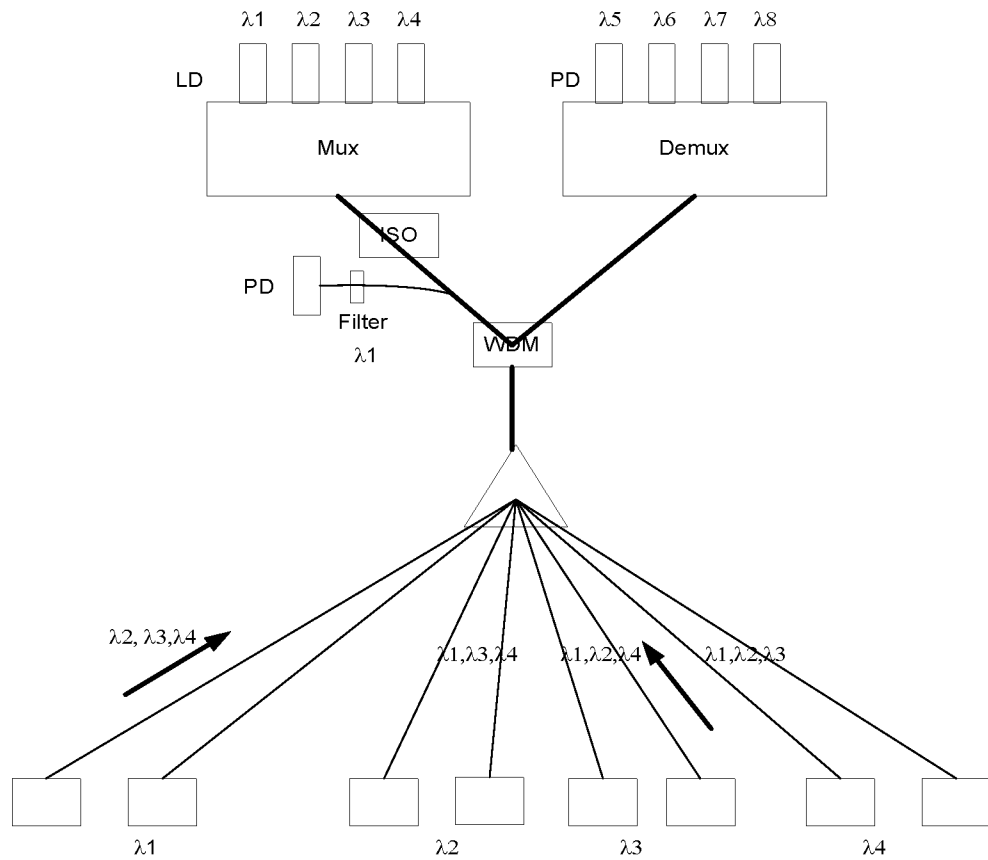 λ1 λ2 λ3 λ4 λ5 λ6 λ7 λ8
LD PD
Mux Demux
ISO
PD
Filter
λ1
WDM
λ2, λ3,λ4
λ1,λ3,λ4 λ1,λ2,λ4 λ1,λ2,λ3
λ1 λ2 λ3 λ4